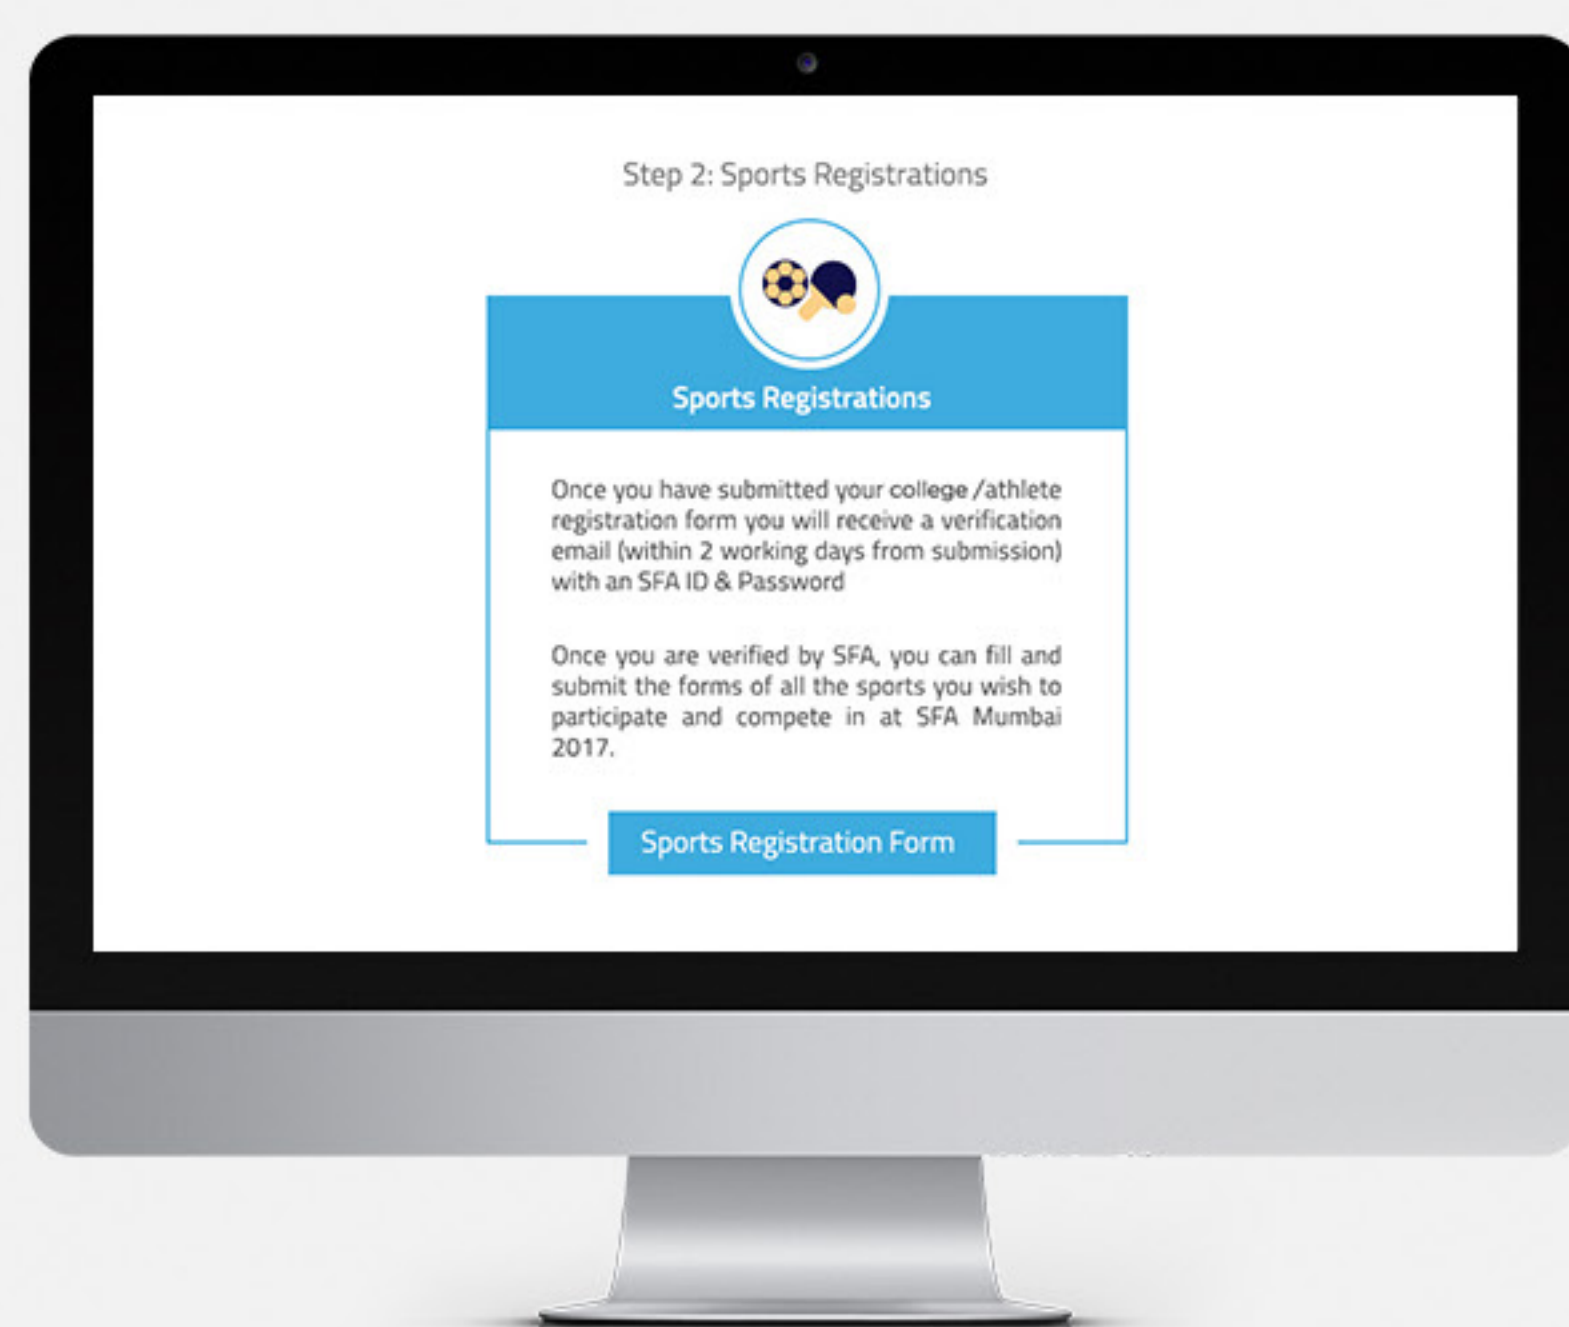 Step 2: Sports Registrations
Sports Registrations
Once you have submitted your college /athlete
registration form you will receive a verification
email (within 2 working days from submission)
with an SFA ID & Password
Once you are verified by SFA, you can fill and
submit the forms of all the sports you wish to
participate and compete in at SFA Mumbai
2017.
Sports Registration Form